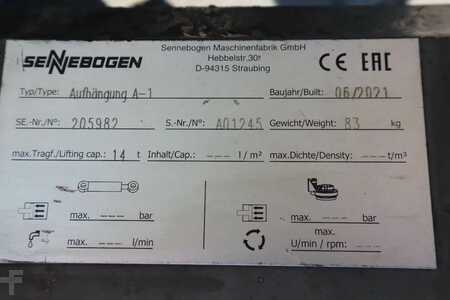 SENNEBOGEN
Sennebogen Maschinenfabrik GmbH
Hebbelstr.30!
D-94315 Straubing
CE EAC
Typ/Type: Aufhängung A-1
Baujahr/Built: 06/2021
SE.-Nr./N°: 205982
S.-Nr./N°: A01245
Gewicht/Weight: 83 kg
max.Tragf./Lifting cap.: 14 t
Inhalt/Cap.: --- l / m²
max.Dichte/Density: --- t/m³
max. --- bar
max. --- bar
max. --- l/min
max. U/min / rpm: ---
F